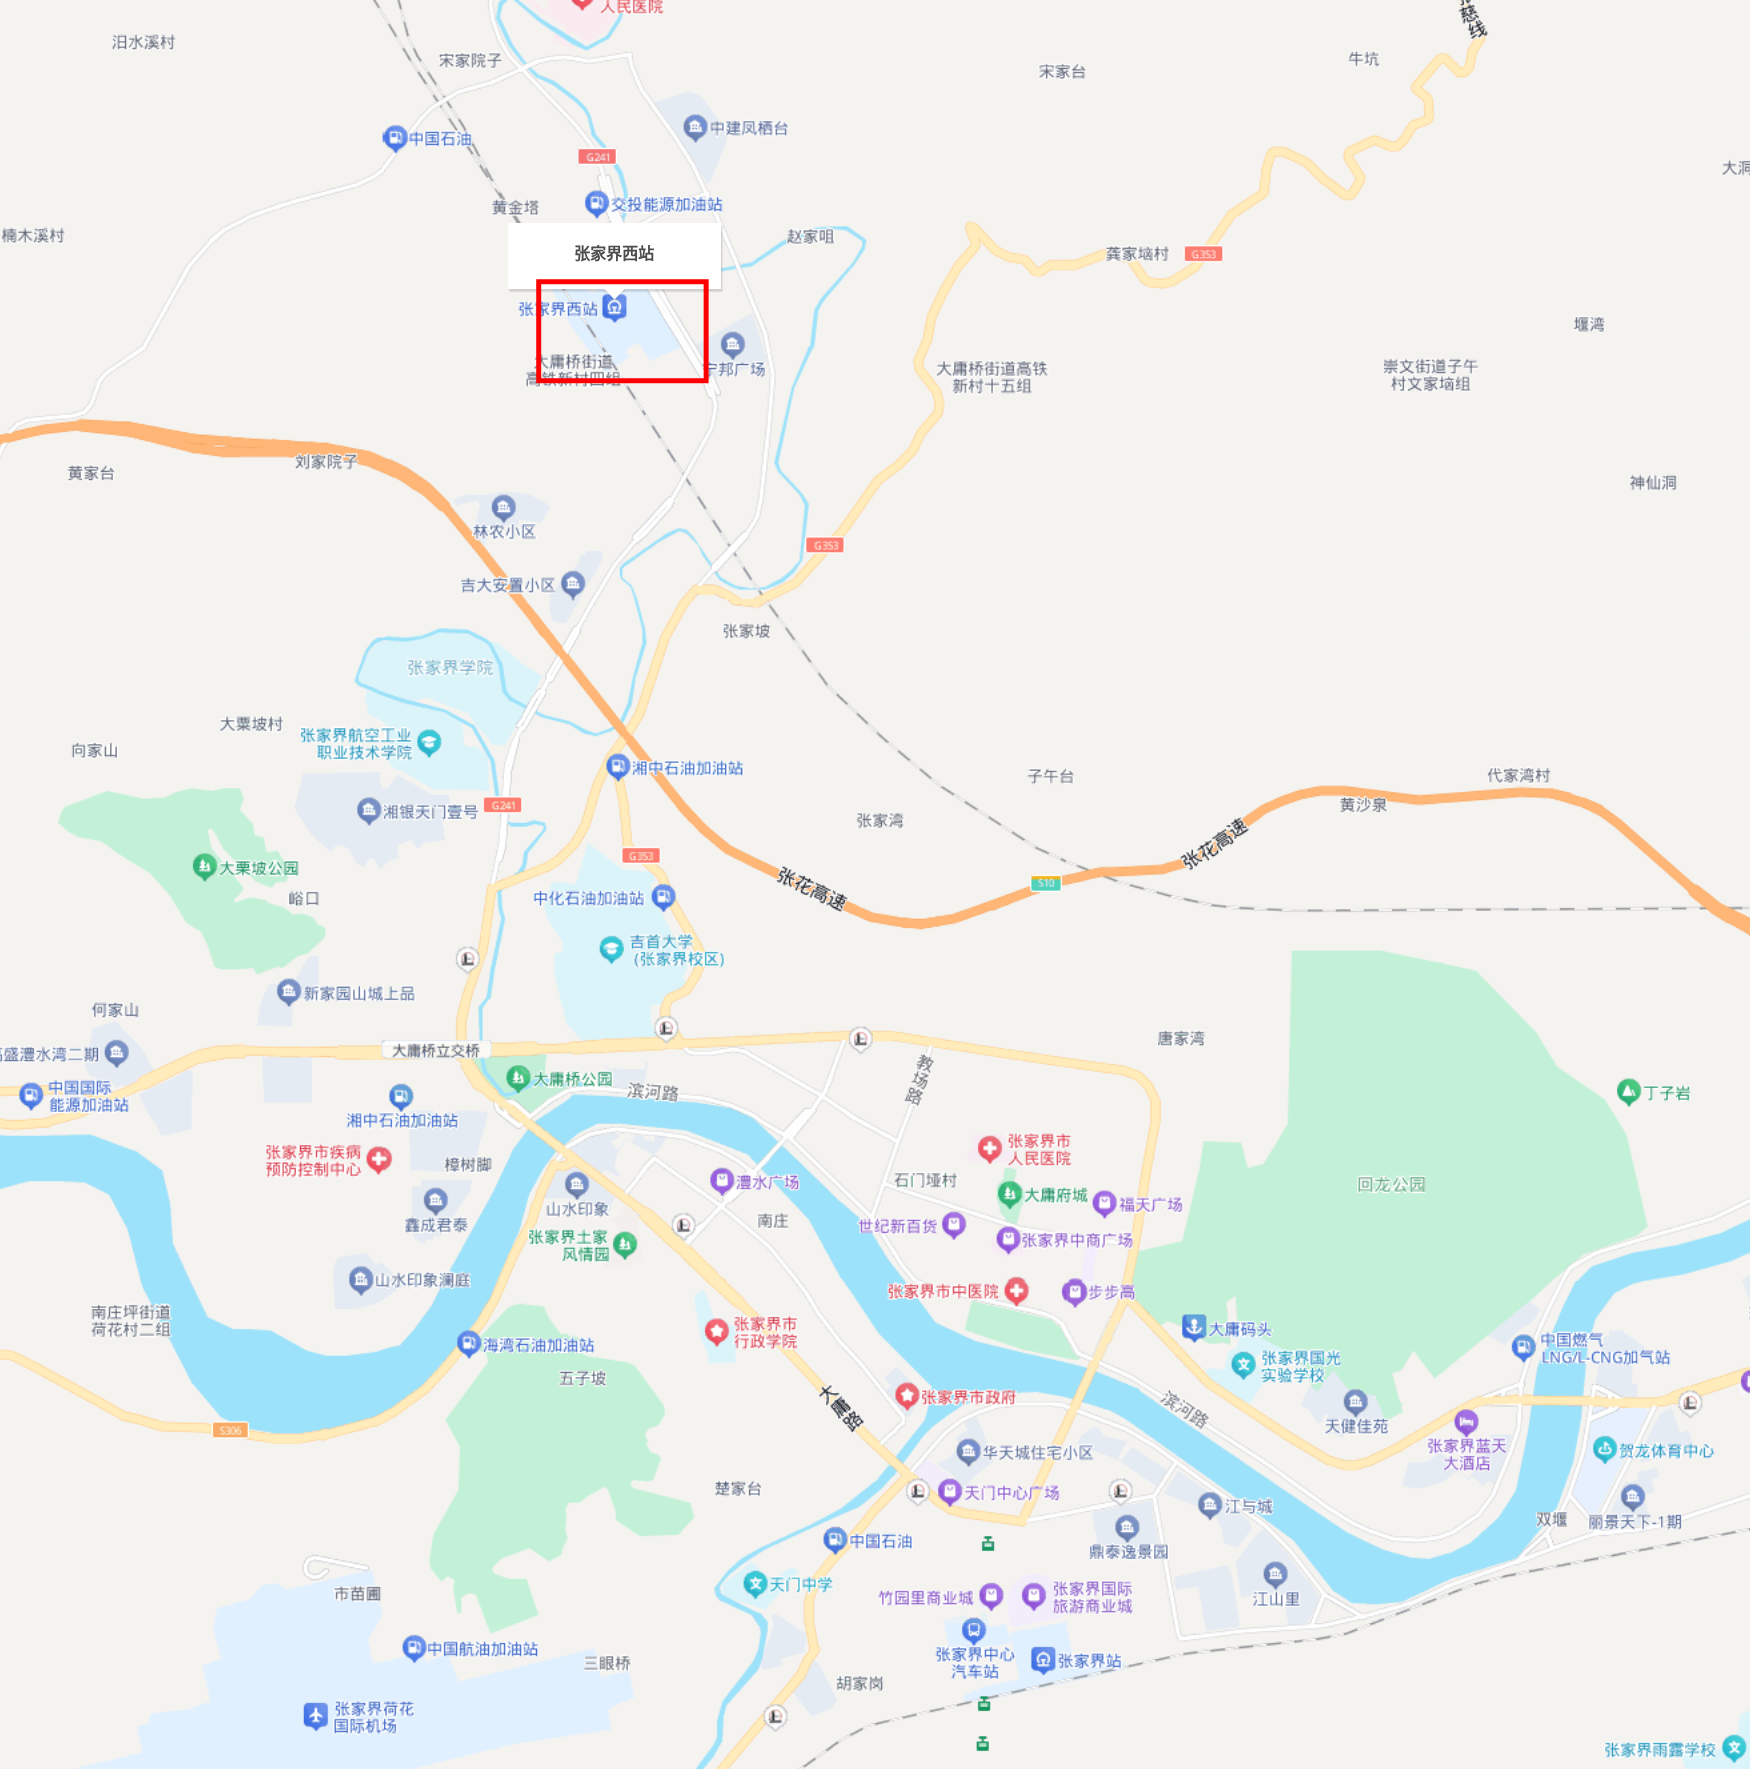 人民医院
慈线
汨水溪村
宋家院子
宋家台
牛坑
中国石油
中建凤栖台
G241
大洞
黄金塔
交投能源加油站
楠木溪村
赵家咀
龚家垴村
G353
张家界西站
张家界西站
堰湾
大庸桥街道
高铁新村四组
宁邦广场
大庸桥街道高铁
新村十五组
崇文街道子午
村文家垴组
黄家台
刘家院子
神仙洞
林农小区
G353
吉大安置小区
张家坡
张家界学院
大粟坡村
向家山
张家界航空工业
职业技术学院
湘中石油加油站
子午台
代家湾村
黄沙泉
湘银天门壹号
G241
张家湾
张花高速
G353
大栗坡公园
张花高速
S10
峪口
中化石油加油站
吉首大学
(张家界校区)
新家园山城上品
何家山
唐家湾
大庸桥立交桥
盛澧水湾二期
教场路
大庸桥公园
滨河路
中国国际
能源加油站
丁子岩
湘中石油加油站
张家界市疾病
预防控制中心
樟树脚
张家界市
人民医院
石门垭村
澧水广场
回龙公园
大庸府城
福天广场
鑫成君泰
山水印象
南庄
世纪新百货
张家界中商广场
张家界土家
风情园
山水印象澜庭
张家界市中医院
步步高
南庄坪街道
荷花村二组
张家界市
行政学院
大庸码头
海湾石油加油站
中国燃气
LNG/L-CNG加气站
张家界国光
实验学校
五子坡
大庸路
张家界市政府
滨河路
天健佳苑
S306
华天城住宅小区
张家界蓝天
大酒店
贺龙体育中心
楚家台
天门中心广场
江与城
双堰
丽景天下-1期
中国石油
鼎泰逸景园
市苗圃
天门中学
竹园里商业城
张家界国际
旅游商业城
江山里
中国航油加油站
三眼桥
张家界中心
汽车站
张家界站
胡家岗
张家界荷花
国际机场
张家界雨露学校